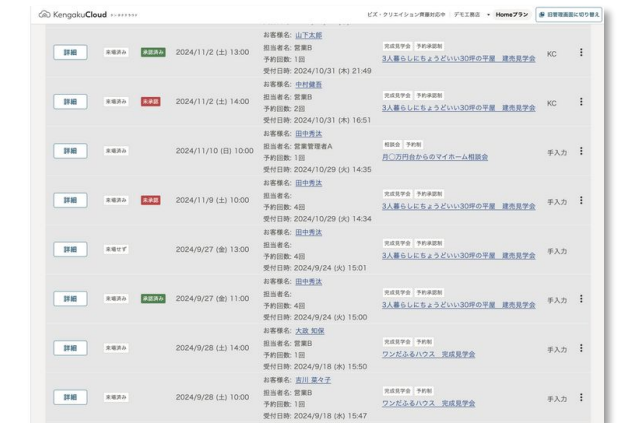 KengakuCloud
ビズ・クリエイション齊藤対応中 デモ工務店 Homeプラン 旧管理画面に切り替え
お客様名: 山下太郎
担当者名: 営業B
予約回数: 1回
受付日時: 2024/10/31 (木) 21:49
詳細 来場済み 承認済み 2024/11/2 (土) 13:00
完成見学会 予約承認制
3人暮らしにちょうどいい30坪の平屋 建売見学会
KC
お客様名: 中村健吾
担当者名: 営業B
予約回数: 2回
受付日時: 2024/10/31 (木) 16:51
詳細 来場済み 未承認 2024/11/2 (土) 14:00
完成見学会 予約承認制
3人暮らしにちょうどいい30坪の平屋 建売見学会
KC
お客様名: 田中秀汰
担当者名: 営業管理者A
予約回数: 1回
受付日時: 2024/10/29 (火) 14:35
詳細 来場済み 2024/11/10 (日) 10:00
相談会 予約制
月〇万円台からのマイホーム相談会
手入力
お客様名: 田中秀汰
担当者名:
予約回数: 4回
受付日時: 2024/10/29 (火) 14:34
詳細 来場済み 未承認 2024/11/9 (土) 10:00
完成見学会 予約承認制
3人暮らしにちょうどいい30坪の平屋 建売見学会
手入力
お客様名: 田中秀汰
担当者名:
予約回数: 4回
受付日時: 2024/9/24 (火) 15:01
詳細 来場せず 2024/9/27 (金) 13:00
完成見学会 予約承認制
3人暮らしにちょうどいい30坪の平屋 建売見学会
手入力
お客様名: 田中秀汰
担当者名:
予約回数: 4回
受付日時: 2024/9/24 (火) 15:00
詳細 来場済み 承認済み 2024/9/27 (金) 11:00
完成見学会 予約承認制
3人暮らしにちょうどいい30坪の平屋 建売見学会
手入力
お客様名: 大政 知保
担当者名: 営業B
予約回数: 1回
受付日時: 2024/9/18 (水) 15:50
詳細 来場済み 2024/9/28 (土) 14:00
完成見学会 予約制
ワンだふるハウス 完成見学会
手入力
お客様名: 吉川 菜々子
担当者名: 営業B
予約回数: 1回
受付日時: 2024/9/18 (水) 15:47
詳細 来場済み 2024/9/28 (土) 10:00
完成見学会 予約制
ワンだふるハウス 完成見学会
手入力